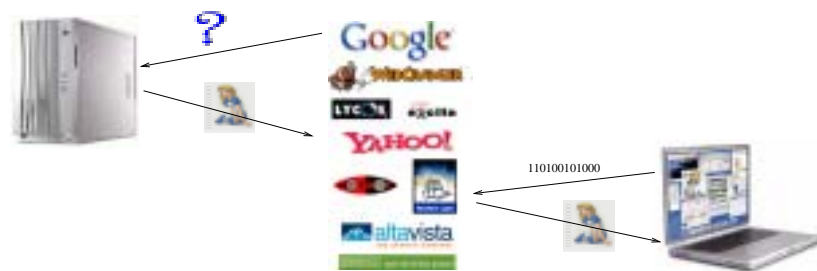 ?
Google
WEBCRAWLER
LYCOS excite
YAHOO!
110100101000
altavista